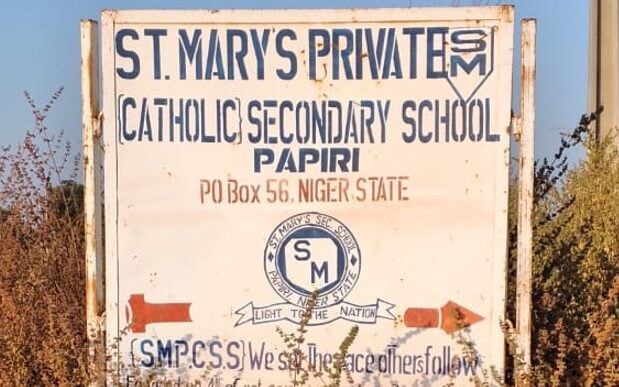 ST. MARY'S PRIVATE
SM
{CATHOLIC} SECONDARY SCHOOL
PAPIRI
PO Box 56, NIGER STATE
ST. MARY'S SEC. SCHOOL
SM
PAPIRI, NIGER STATE
LIGHT TO THE NATION
{S.M.P.C.S.S} We set The Pace others follow